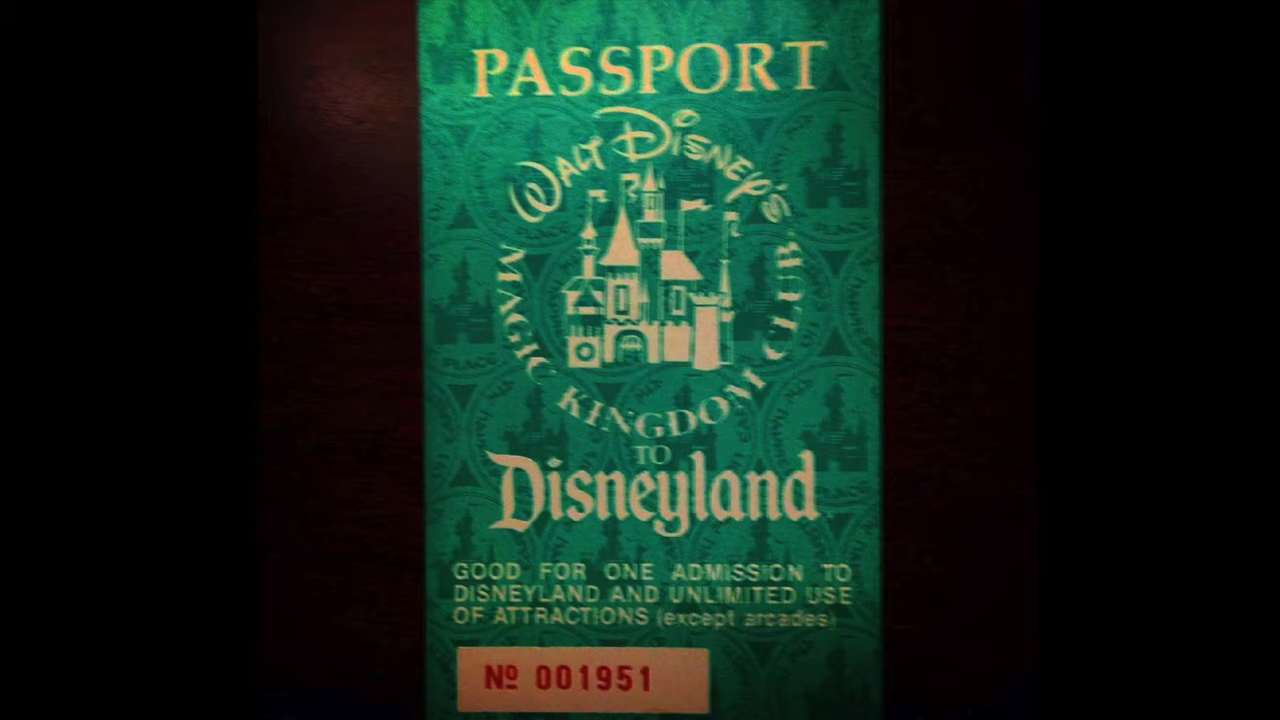 PASSPORT
WALT DISNEY'S
MAGIC KINGDOM CLUB
TO
Disneyland
GOOD FOR ONE ADMISSION TO
DISNEYLAND AND UNLIMITED USE
OF ATTRACTIONS (except arcades)
Nº 001951